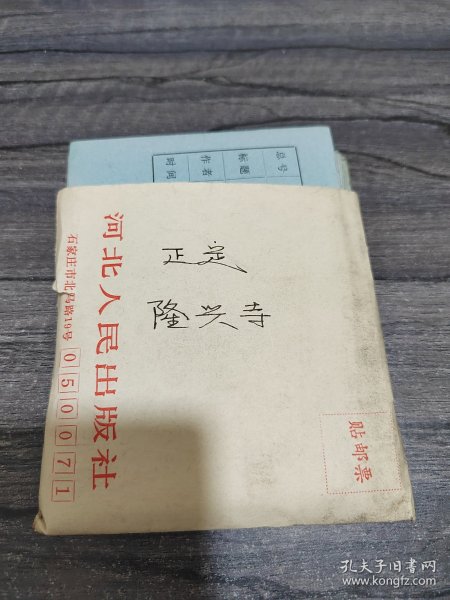 总号
标题
作者
时间
正定
隆兴寺
河北人民出版社
石家庄市北马路19号
050071
贴邮票
孔夫子旧书网
www.kongfz.com